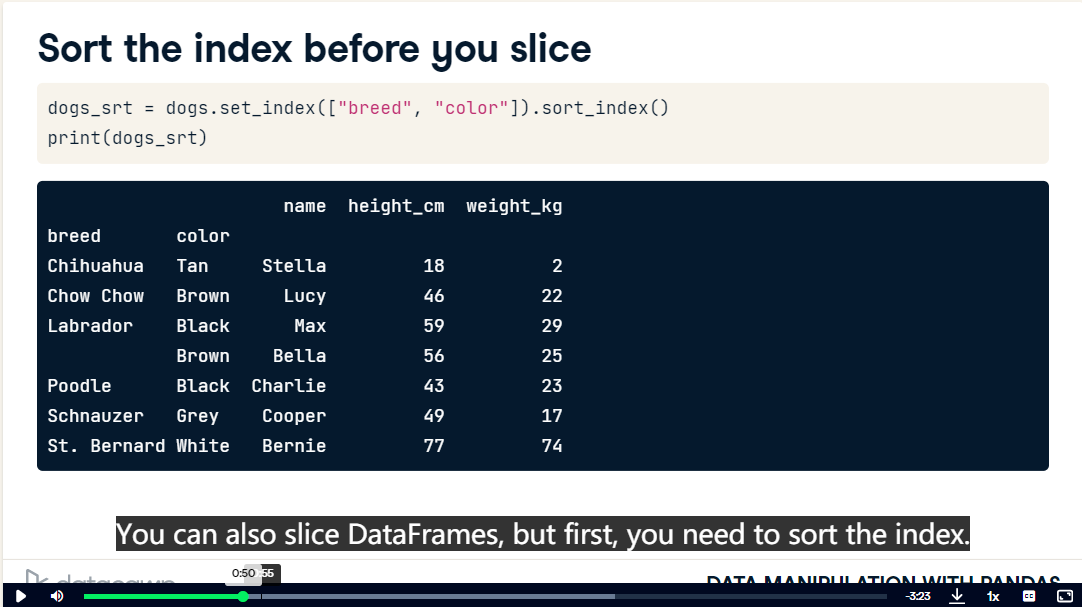 Sort the index before you slice
dogs_srt = dogs.set_index(["breed", "color"]).sort_index()
print(dogs_srt)
name height_cm weight_kg
breed color
Chihuahua Tan Stella 18 2
Chow Chow Brown Lucy 46 22
Labrador Black Max 59 29
Brown Bella 56 25
Poodle Black Charlie 43 23
Schnauzer Grey Cooper 49 17
St. Bernard White Bernie 77 74
You can also slice DataFrames, but first, you need to sort the index.
DATA MANIPULATION WITH PANDAS
0:50 :55
-3:23 1x CC